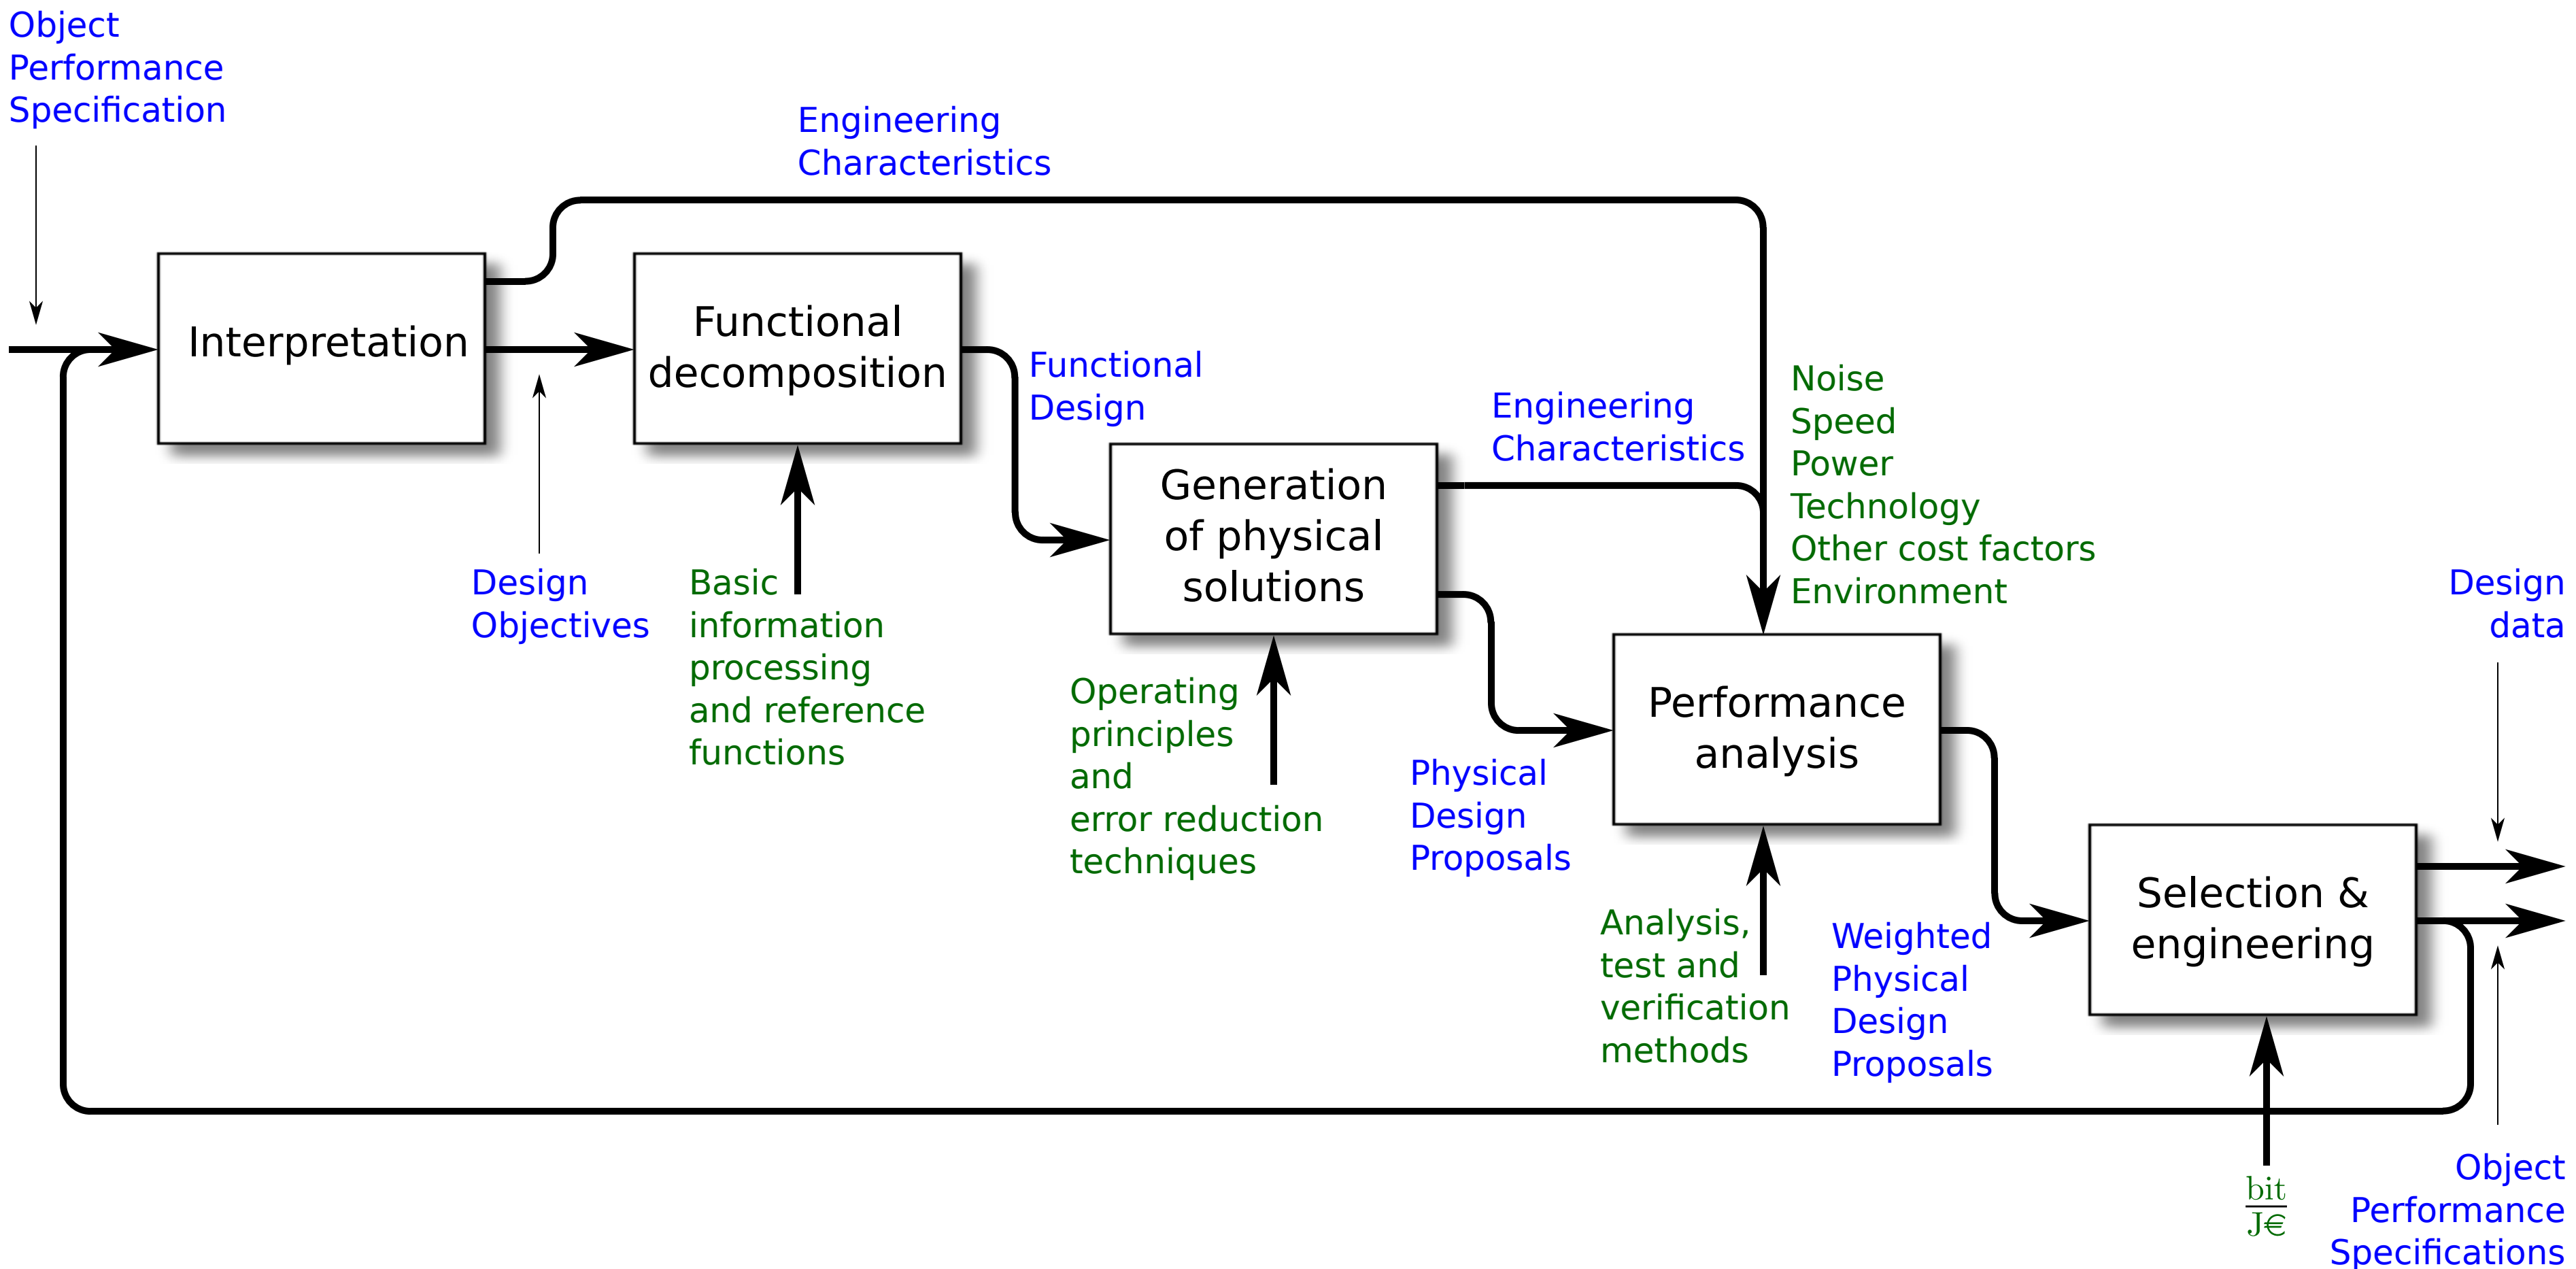 Object
Performance
Specification
Engineering
Characteristics
Interpretation
Functional
decomposition
Functional
Design
Engineering
Characteristics
Noise
Speed
Power
Technology
Other cost factors
Environment
Generation
of physical
solutions
Design
Objectives
Basic
information
processing
and reference
functions
Design
data
Operating
principles
and
error reduction
techniques
Physical
Design
Proposals
Performance
analysis
Analysis,
test and
verification
methods
Weighted
Physical
Design
Proposals
Selection &
engineering
bit
J€
Object
Performance
Specifications